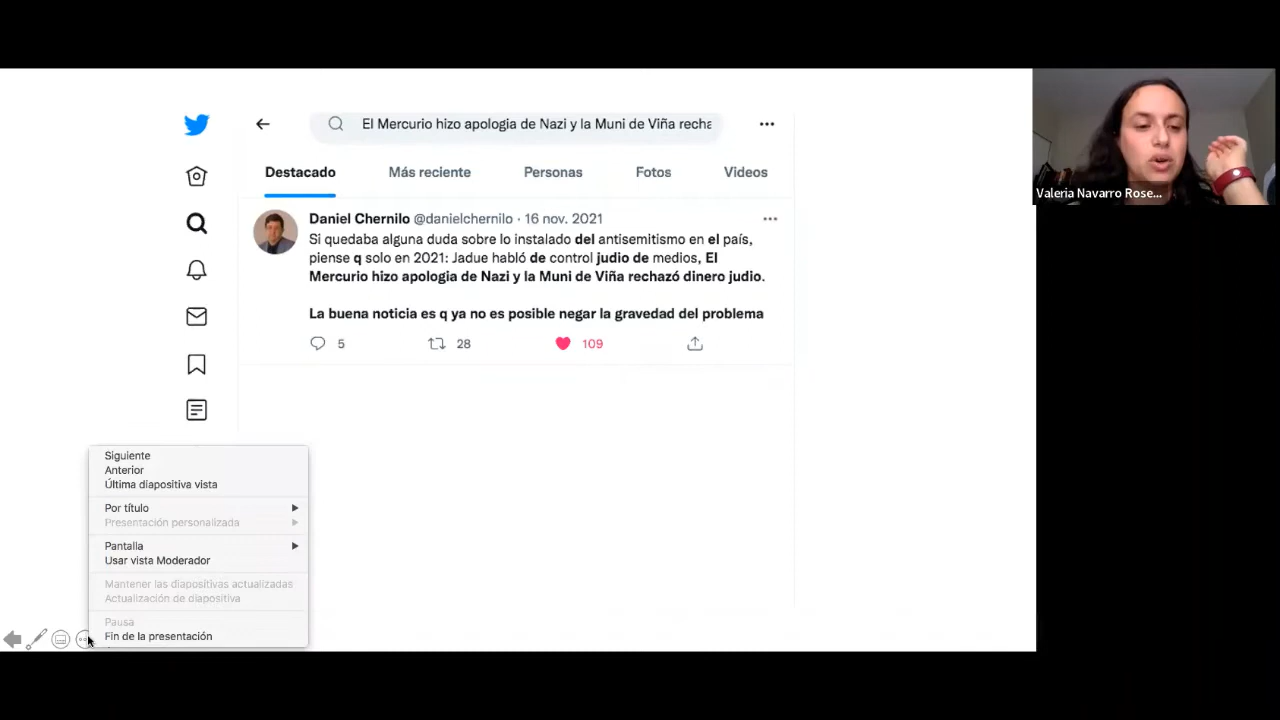 El Mercurio hizo apologia de Nazi y la Muni de Viña recha
Destacado
Más reciente
Personas
Fotos
Videos
Daniel Chernilo @danielchernilo · 16 nov. 2021
Si quedaba alguna duda sobre lo instalado del antisemitismo en el país,
piense q solo en 2021: Jadue habló de control judio de medios, El
Mercurio hizo apologia de Nazi y la Muni de Viña rechazó dinero judio.
La buena noticia es q ya no es posible negar la gravedad del problema
5
28
109
Valeria Navarro Rose...
Siguiente
Anterior
Última diapositiva vista
Por título
Presentación personalizada
Pantalla
Usar vista Moderador
Mantener las diapositivas actualizadas
Actualización de diapositiva
Pausa
Fin de la presentación